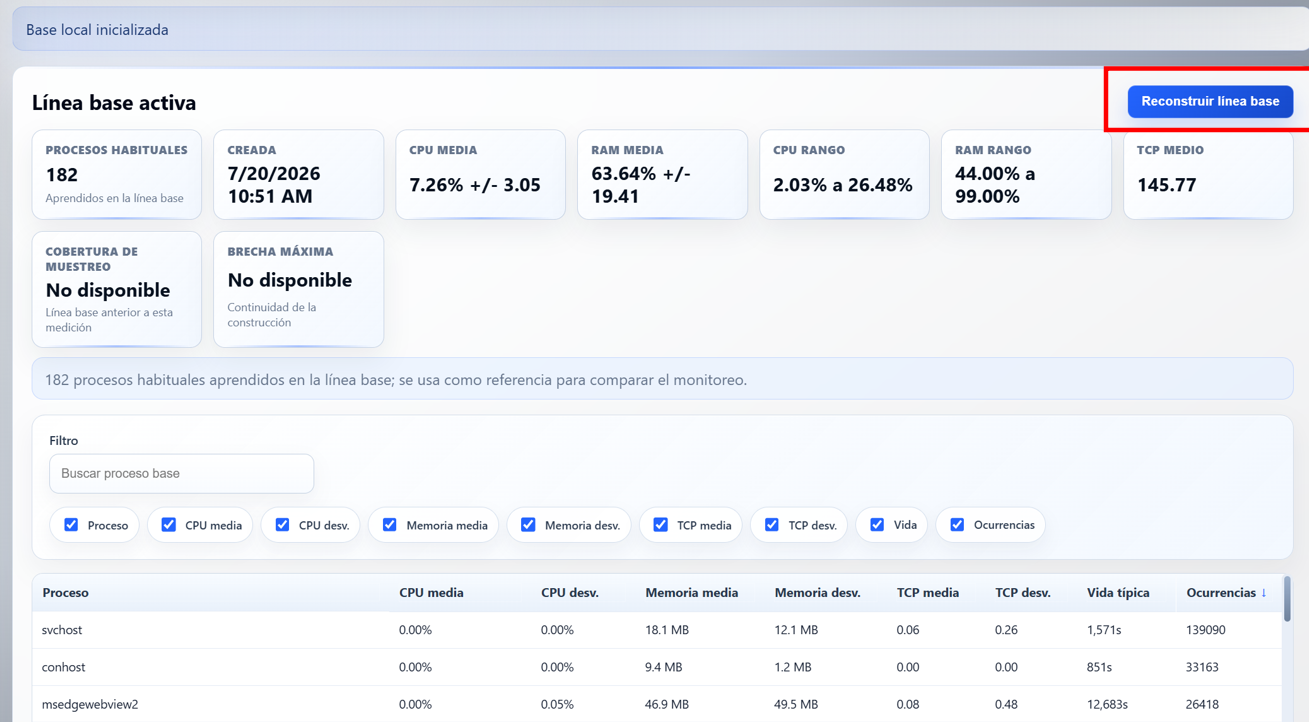 Base local inicializada
Línea base activa
Reconstruir línea base
PROCESOS HABITUALES
182
Aprendidos en la línea base
CREADA
7/20/2026
10:51 AM
CPU MEDIA
7.26% +/- 3.05
RAM MEDIA
63.64% +/-
19.41
CPU RANGO
2.03% a 26.48%
RAM RANGO
44.00% a
99.00%
TCP MEDIO
145.77
COBERTURA DE
MUESTREO
No disponible
Línea base anterior a esta
medición
BRECHA MÁXIMA
No disponible
Continuidad de la
construcción
182 procesos habituales aprendidos en la línea base; se usa como referencia para comparar el monitoreo.
Filtro
Buscar proceso base
Proceso CPU media CPU desv. Memoria media Memoria desv. TCP media TCP desv. Vida Ocurrencias
Proceso CPU media CPU desv. Memoria media Memoria desv. TCP media TCP desv. Vida típica Ocurrencias ↓
svchost 0.00% 0.00% 18.1 MB 12.1 MB 0.06 0.26 1,571s 139090
conhost 0.00% 0.00% 9.4 MB 1.2 MB 0.00 0.00 851s 33163
msedgewebview2 0.00% 0.05% 46.9 MB 49.5 MB 0.08 0.48 12,683s 26418